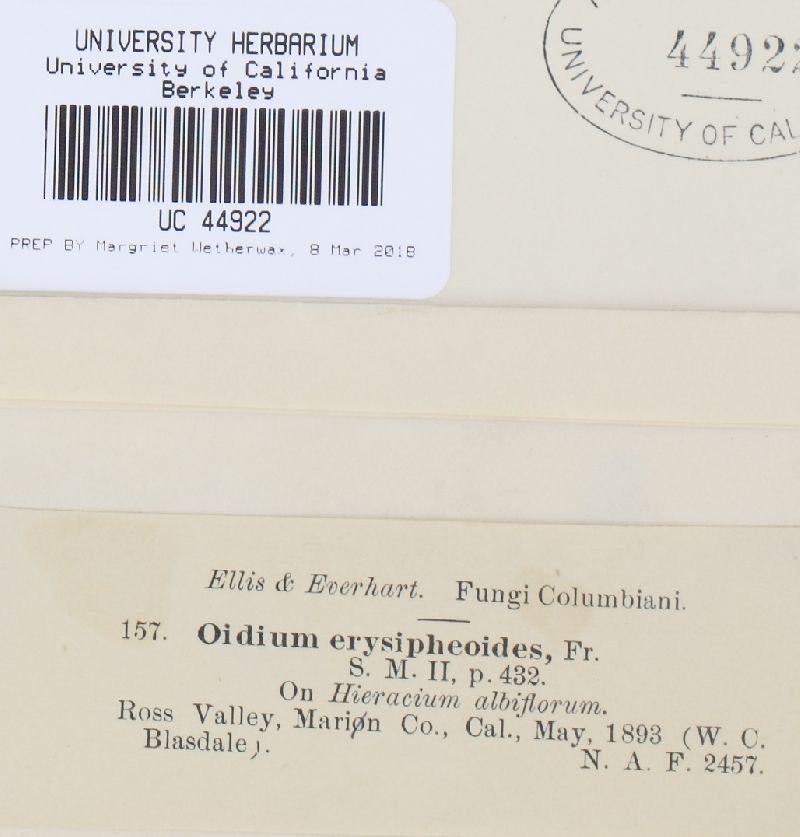 UNIVERSITY HERBARIUM
University of California
Berkeley
UC 44922
PREP BY Margriet Wetherwax, 8 Mar 2018
44922
UNIVERSITY OF CAL
Ellis & Everhart. Fungi Columbiani.
157. Oidium erysipheoides, Fr.
S. M. II, p. 432.
On Hieracium albiflorum.
Ross Valley, Marion Co., Cal., May, 1893 (W. C.
Blasdale).
N. A. F. 2457.